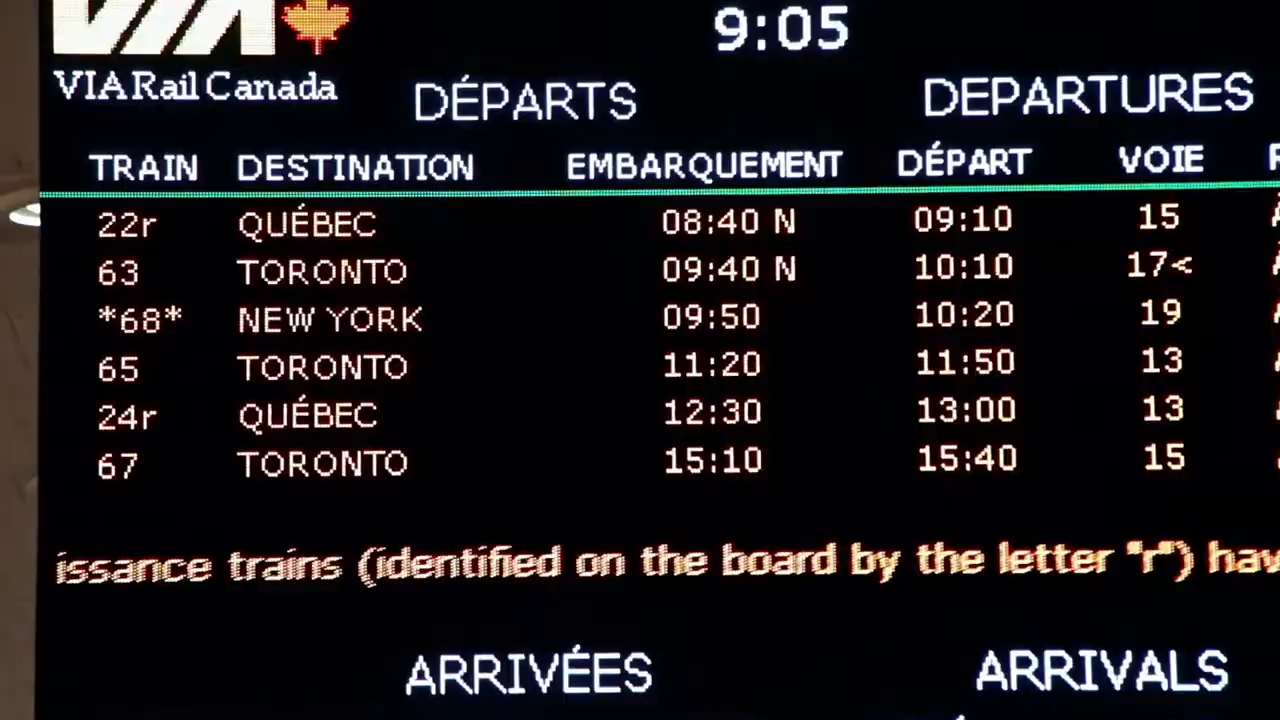 VIA
9:05
VIA Rail Canada
DÉPARTS DEPARTURES
TRAIN DESTINATION EMBARQUEMENT DÉPART VOIE
22r QUÉBEC 08:40 N 09:10 15
63 TORONTO 09:40 N 10:10 17<
*68* NEW YORK 09:50 10:20 19
65 TORONTO 11:20 11:50 13
24r QUÉBEC 12:30 13:00 13
67 TORONTO 15:10 15:40 15
issance trains (identified on the board by the letter "r") hav
ARRIVÉES ARRIVALS